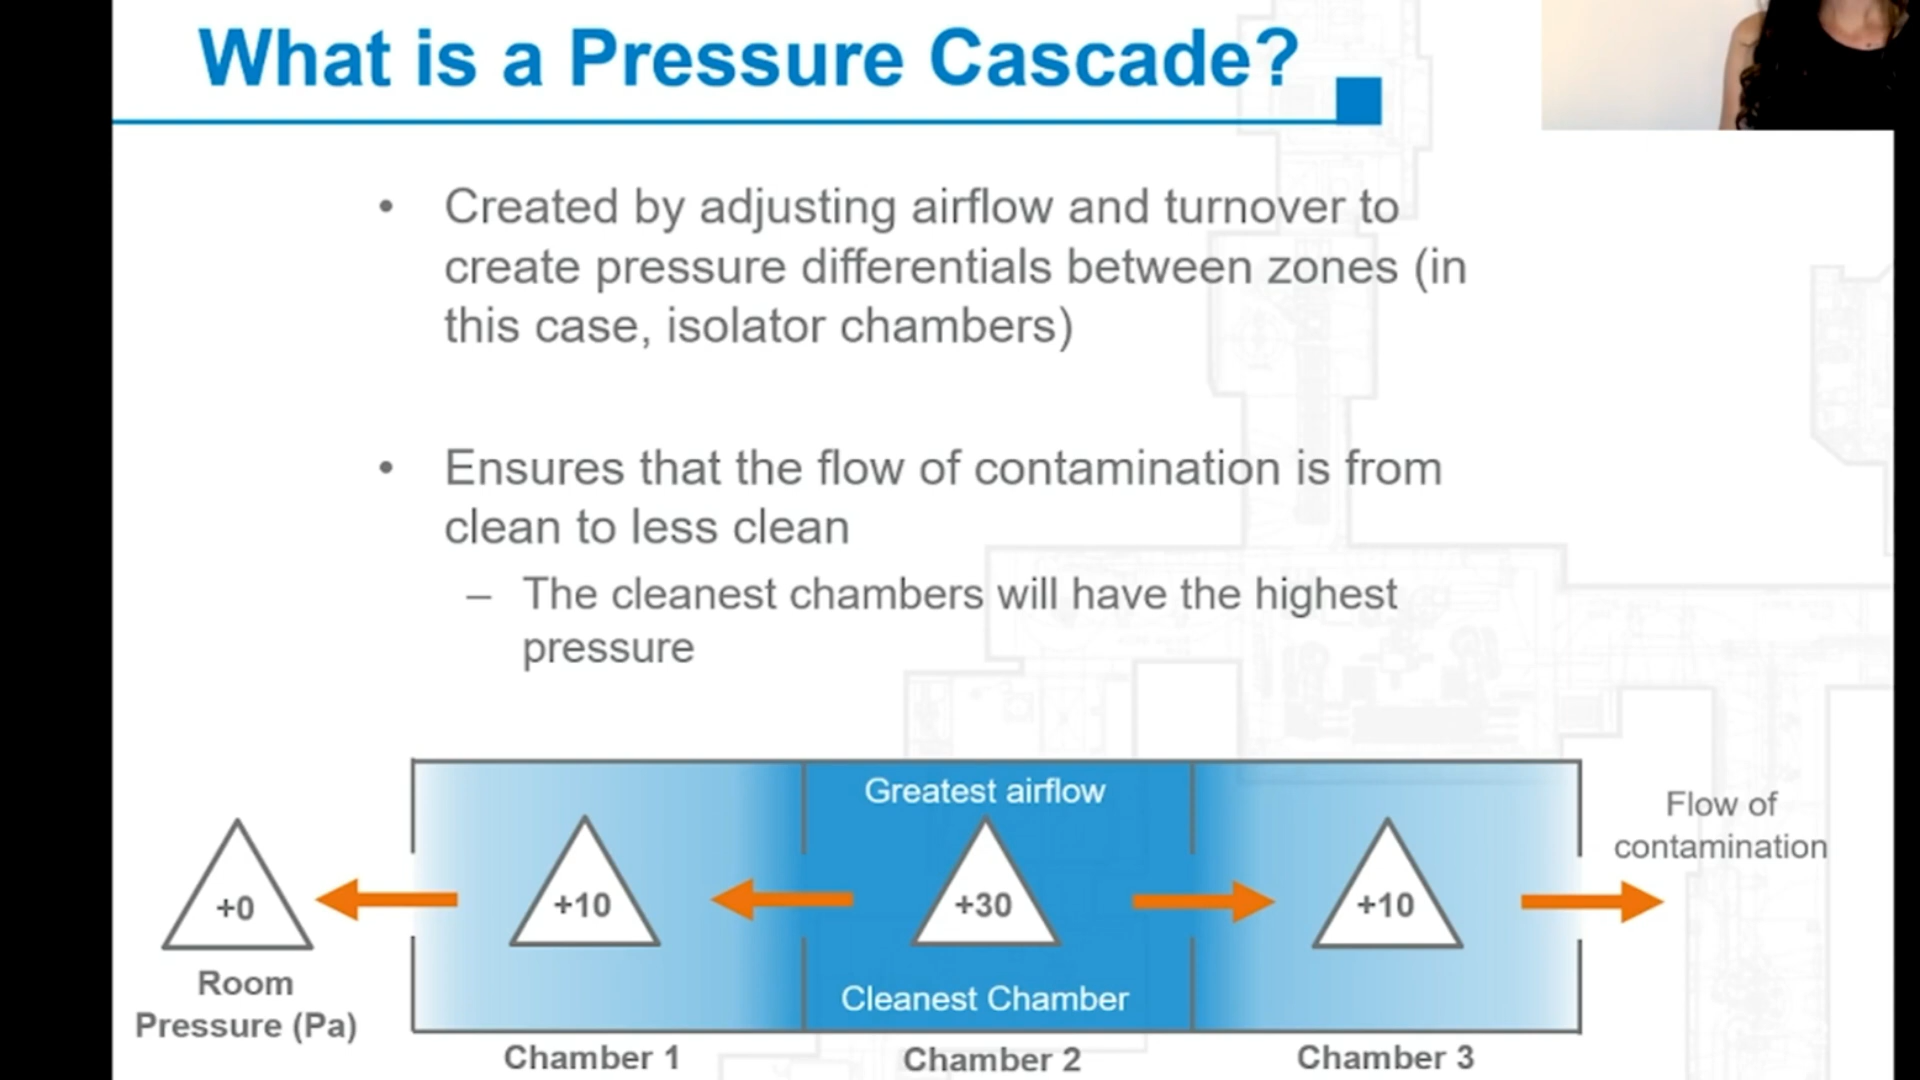 What is a Pressure Cascade?
• Created by adjusting airflow and turnover to
create pressure differentials between zones (in
this case, isolator chambers)
• Ensures that the flow of contamination is from
clean to less clean
– The cleanest chambers will have the highest
pressure
Greatest airflow
Flow of
contamination
+0
+10
+30
+10
Cleanest Chamber
Room
Pressure (Pa)
Chamber 1
Chamber 2
Chamber 3